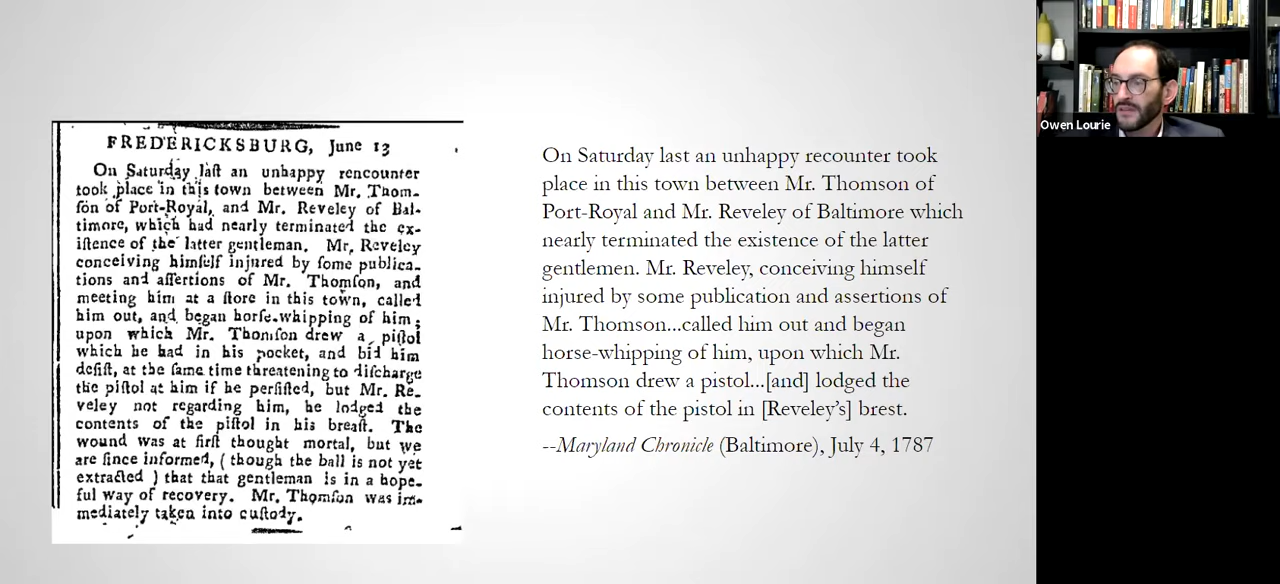 FREDERICKSBURG, June 13
On Saturday laſt an unhappy rencounter
took place in this town between Mr. Thom-
ſon of Port-Royal, and Mr. Reveley of Bal-
timore, which had nearly terminated the ex-
iſtence of the latter gentleman. Mr. Reveley
conceiving himſelf injured by ſome publica-
tions and aſſertions of Mr. Thomſon, and
meeting him at a ſtore in this town, called
him out, and began horſe-whipping of him;
upon which Mr. Thomſon drew a piſtol
which he had in his pocket, and bid him
deſiſt, at the ſame time threatening to diſcharge
the piſtol at him if he perſiſted, but Mr. Re-
veley not regarding him, he lodged the
contents of the piſtol in his breaſt. The
wound was at firſt thought mortal, but we
are ſince informed, (though the ball is not yet
extracted) that that gentleman is in a hope-
ful way of recovery. Mr. Thomſon was im-
mediately taken into cuſtody.
On Saturday last an unhappy recounter took
place in this town between Mr. Thomson of
Port-Royal and Mr. Reveley of Baltimore which
nearly terminated the existence of the latter
gentlemen. Mr. Reveley, conceiving himself
injured by some publication and assertions of
Mr. Thomson...called him out and began
horse-whipping of him, upon which Mr.
Thomson drew a pistol...[and] lodged the
contents of the pistol in [Reveley's] brest.
--Maryland Chronicle (Baltimore), July 4, 1787
Owen Lourie